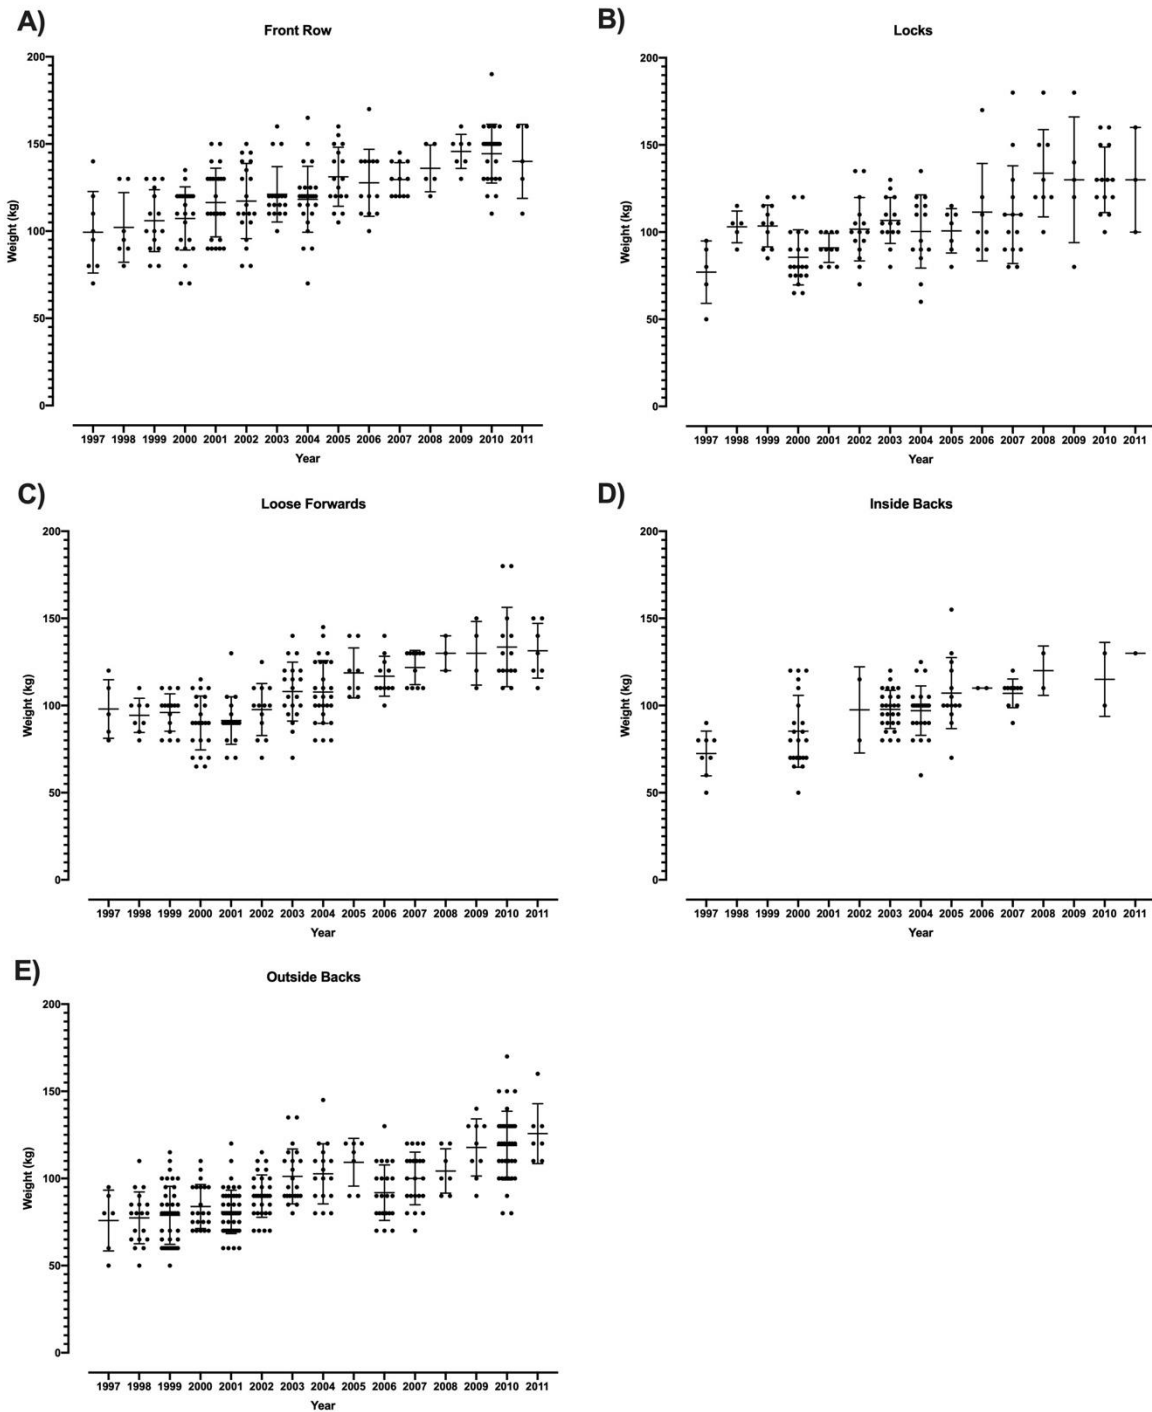 A)
Front Row
200
150
100
50
0
Weight (kg)
1997 1998 1999 2000 2001 2002 2003 2004 2005 2006 2007 2008 2009 2010 2011
Year
B)
Locks
200
150
100
50
0
Weight (kg)
1997 1998 1999 2000 2001 2002 2003 2004 2005 2006 2007 2008 2009 2010 2011
Year
C)
Loose Forwards
200
150
100
50
0
Weight (kg)
1997 1998 1999 2000 2001 2002 2003 2004 2005 2006 2007 2008 2009 2010 2011
Year
D)
Inside Backs
200
150
100
50
0
Weight (kg)
1997 1998 1999 2000 2002 2003 2004 2005 2006 2007 2008 2010 2011
Year
E)
Outside Backs
200
150
100
50
0
Weight (kg)
1997 1998 1999 2000 2001 2002 2003 2004 2005 2006 2007 2008 2009 2010 2011
Year